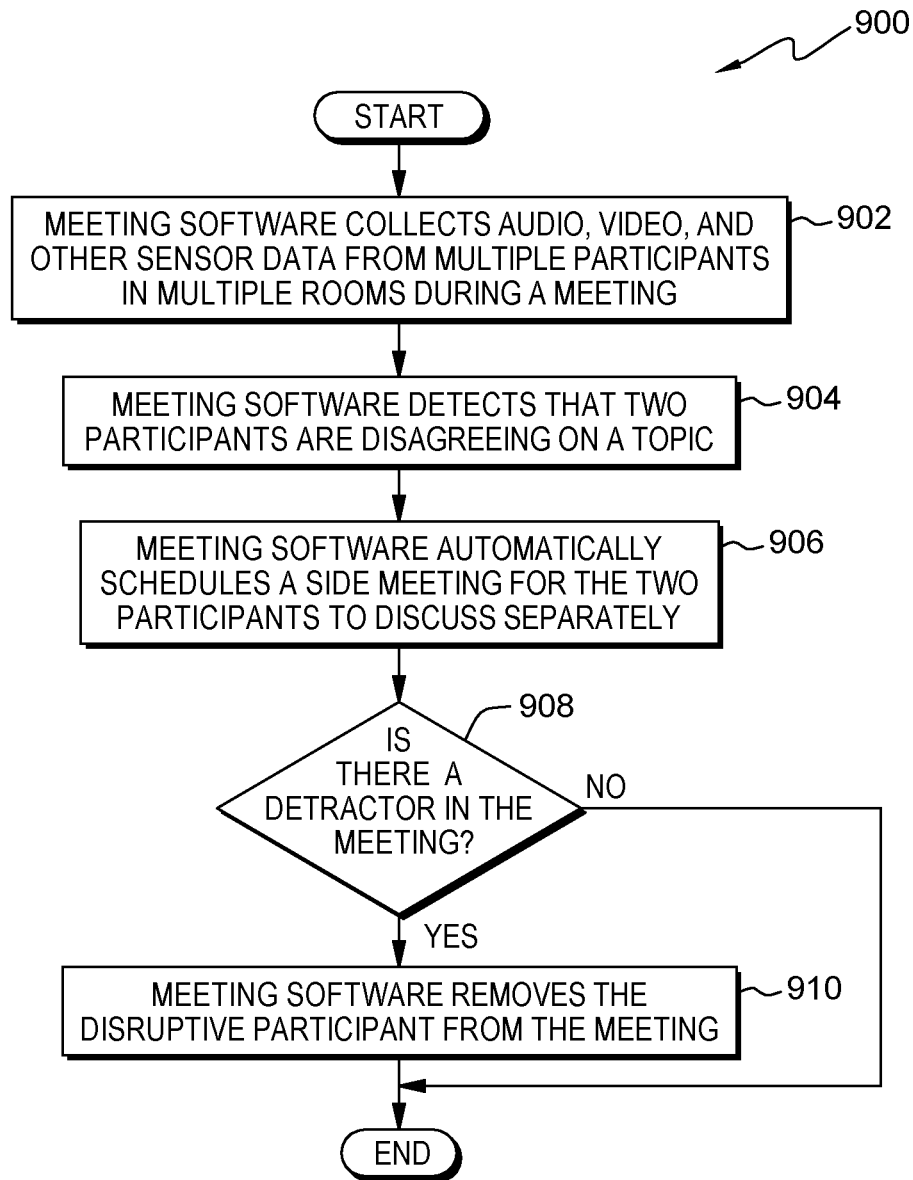 900
START
MEETING SOFTWARE COLLECTS AUDIO, VIDEO, AND
OTHER SENSOR DATA FROM MULTIPLE PARTICIPANTS
IN MULTIPLE ROOMS DURING A MEETING
902
MEETING SOFTWARE DETECTS THAT TWO
PARTICIPANTS ARE DISAGREEING ON A TOPIC
904
MEETING SOFTWARE AUTOMATICALLY
SCHEDULES A SIDE MEETING FOR THE TWO
PARTICIPANTS TO DISCUSS SEPARATELY
906
908
IS
THERE A
DETRACTOR IN THE
MEETING?
NO
YES
MEETING SOFTWARE REMOVES THE
DISRUPTIVE PARTICIPANT FROM THE MEETING
910
END